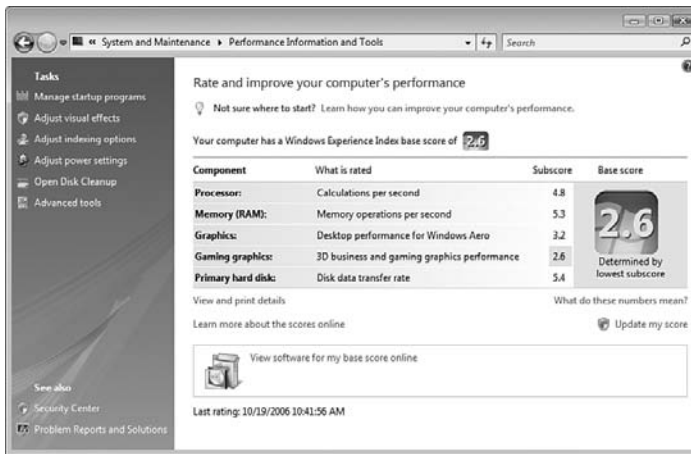 « System and Maintenance ▸ Performance Information and Tools
Search
Tasks
Manage startup programs
Adjust visual effects
Adjust indexing options
Adjust power settings
Open Disk Cleanup
Advanced tools
See also
Security Center
Problem Reports and Solutions
Rate and improve your computer's performance
Not sure where to start? Learn how you can improve your computer's performance.
Your computer has a Windows Experience Index base score of 2.6
Component What is rated Subscore Base score
Processor: Calculations per second 4.8
Memory (RAM): Memory operations per second 5.3
Graphics: Desktop performance for Windows Aero 3.2
Gaming graphics: 3D business and gaming graphics performance 2.6
Primary hard disk: Disk data transfer rate 5.4
2.6
Determined by
lowest subscore
View and print details What do these numbers mean?
Learn more about the scores online Update my score
View software for my base score online
Last rating: 10/19/2006 10:41:56 AM